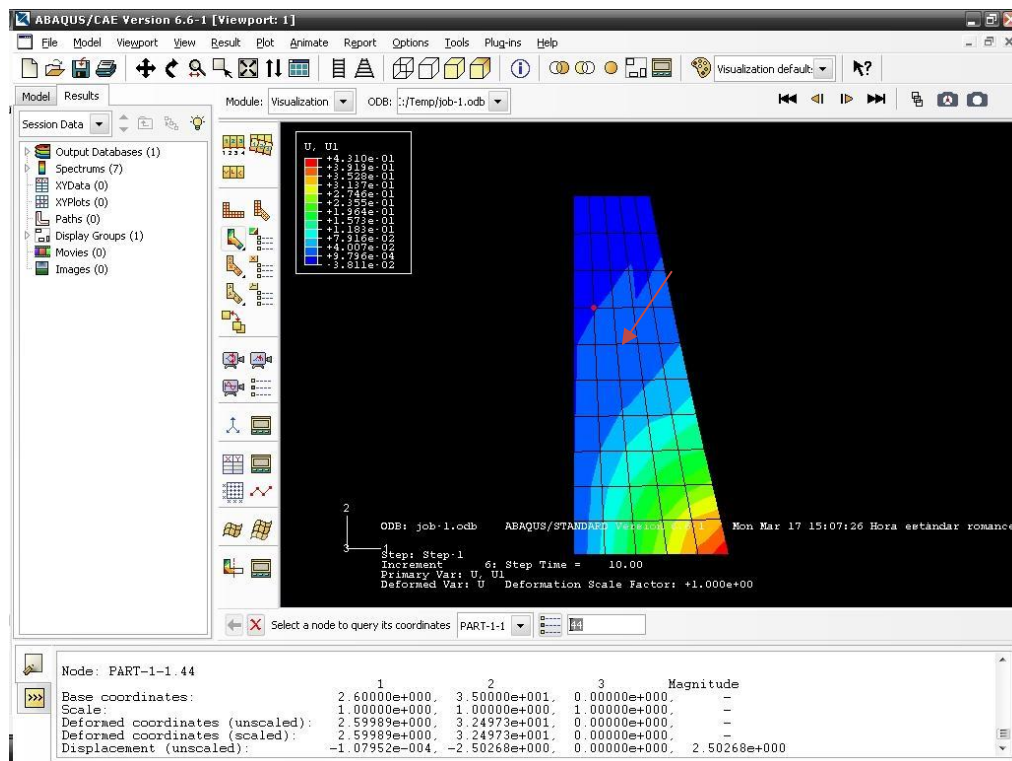 ABAQUS/CAE Version 6.6-1 [Viewport: 1]
File Model Viewport View Result Plot Animate Report Options Tools Plug-ins Help
Visualization default:
Model Results
Module: Visualization ODB: :/Temp/job-1.odb
Session Data
Output Databases (1)
Spectrums (7)
XYData (0)
XYPlots (0)
Paths (0)
Display Groups (1)
Movies (0)
Images (0)
U, U1
+4.310e-01
+3.919e-01
+3.528e-01
+3.137e-01
+2.746e-01
+2.355e-01
+1.964e-01
+1.573e-01
+1.183e-01
+7.916e-02
+4.007e-02
+9.796e-04
-3.811e-02
2
3 1
ODB: job-1.odb ABAQUS/STANDARD Version 6.6-1 Mon Mar 17 15:07:26 Hora estándar romance
Step: Step-1
Increment 6: Step Time = 10.00
Primary Var: U, U1
Deformed Var: U Deformation Scale Factor: +1.000e+00
Select a node to query its coordinates PART-1-1 44
Node: PART-1-1.44
1 2 3 Magnitude
Base coordinates: 2.60000e+000, 3.50000e+001, 0.00000e+000, -
Scale: 1.00000e+000, 1.00000e+000, 1.00000e+000, -
Deformed coordinates (unscaled): 2.59989e+000, 3.24973e+001, 0.00000e+000, -
Deformed coordinates (scaled): 2.59989e+000, 3.24973e+001, 0.00000e+000, -
Displacement (unscaled): -1.07952e-004, -2.50268e+000, 0.00000e+000, 2.50268e+000